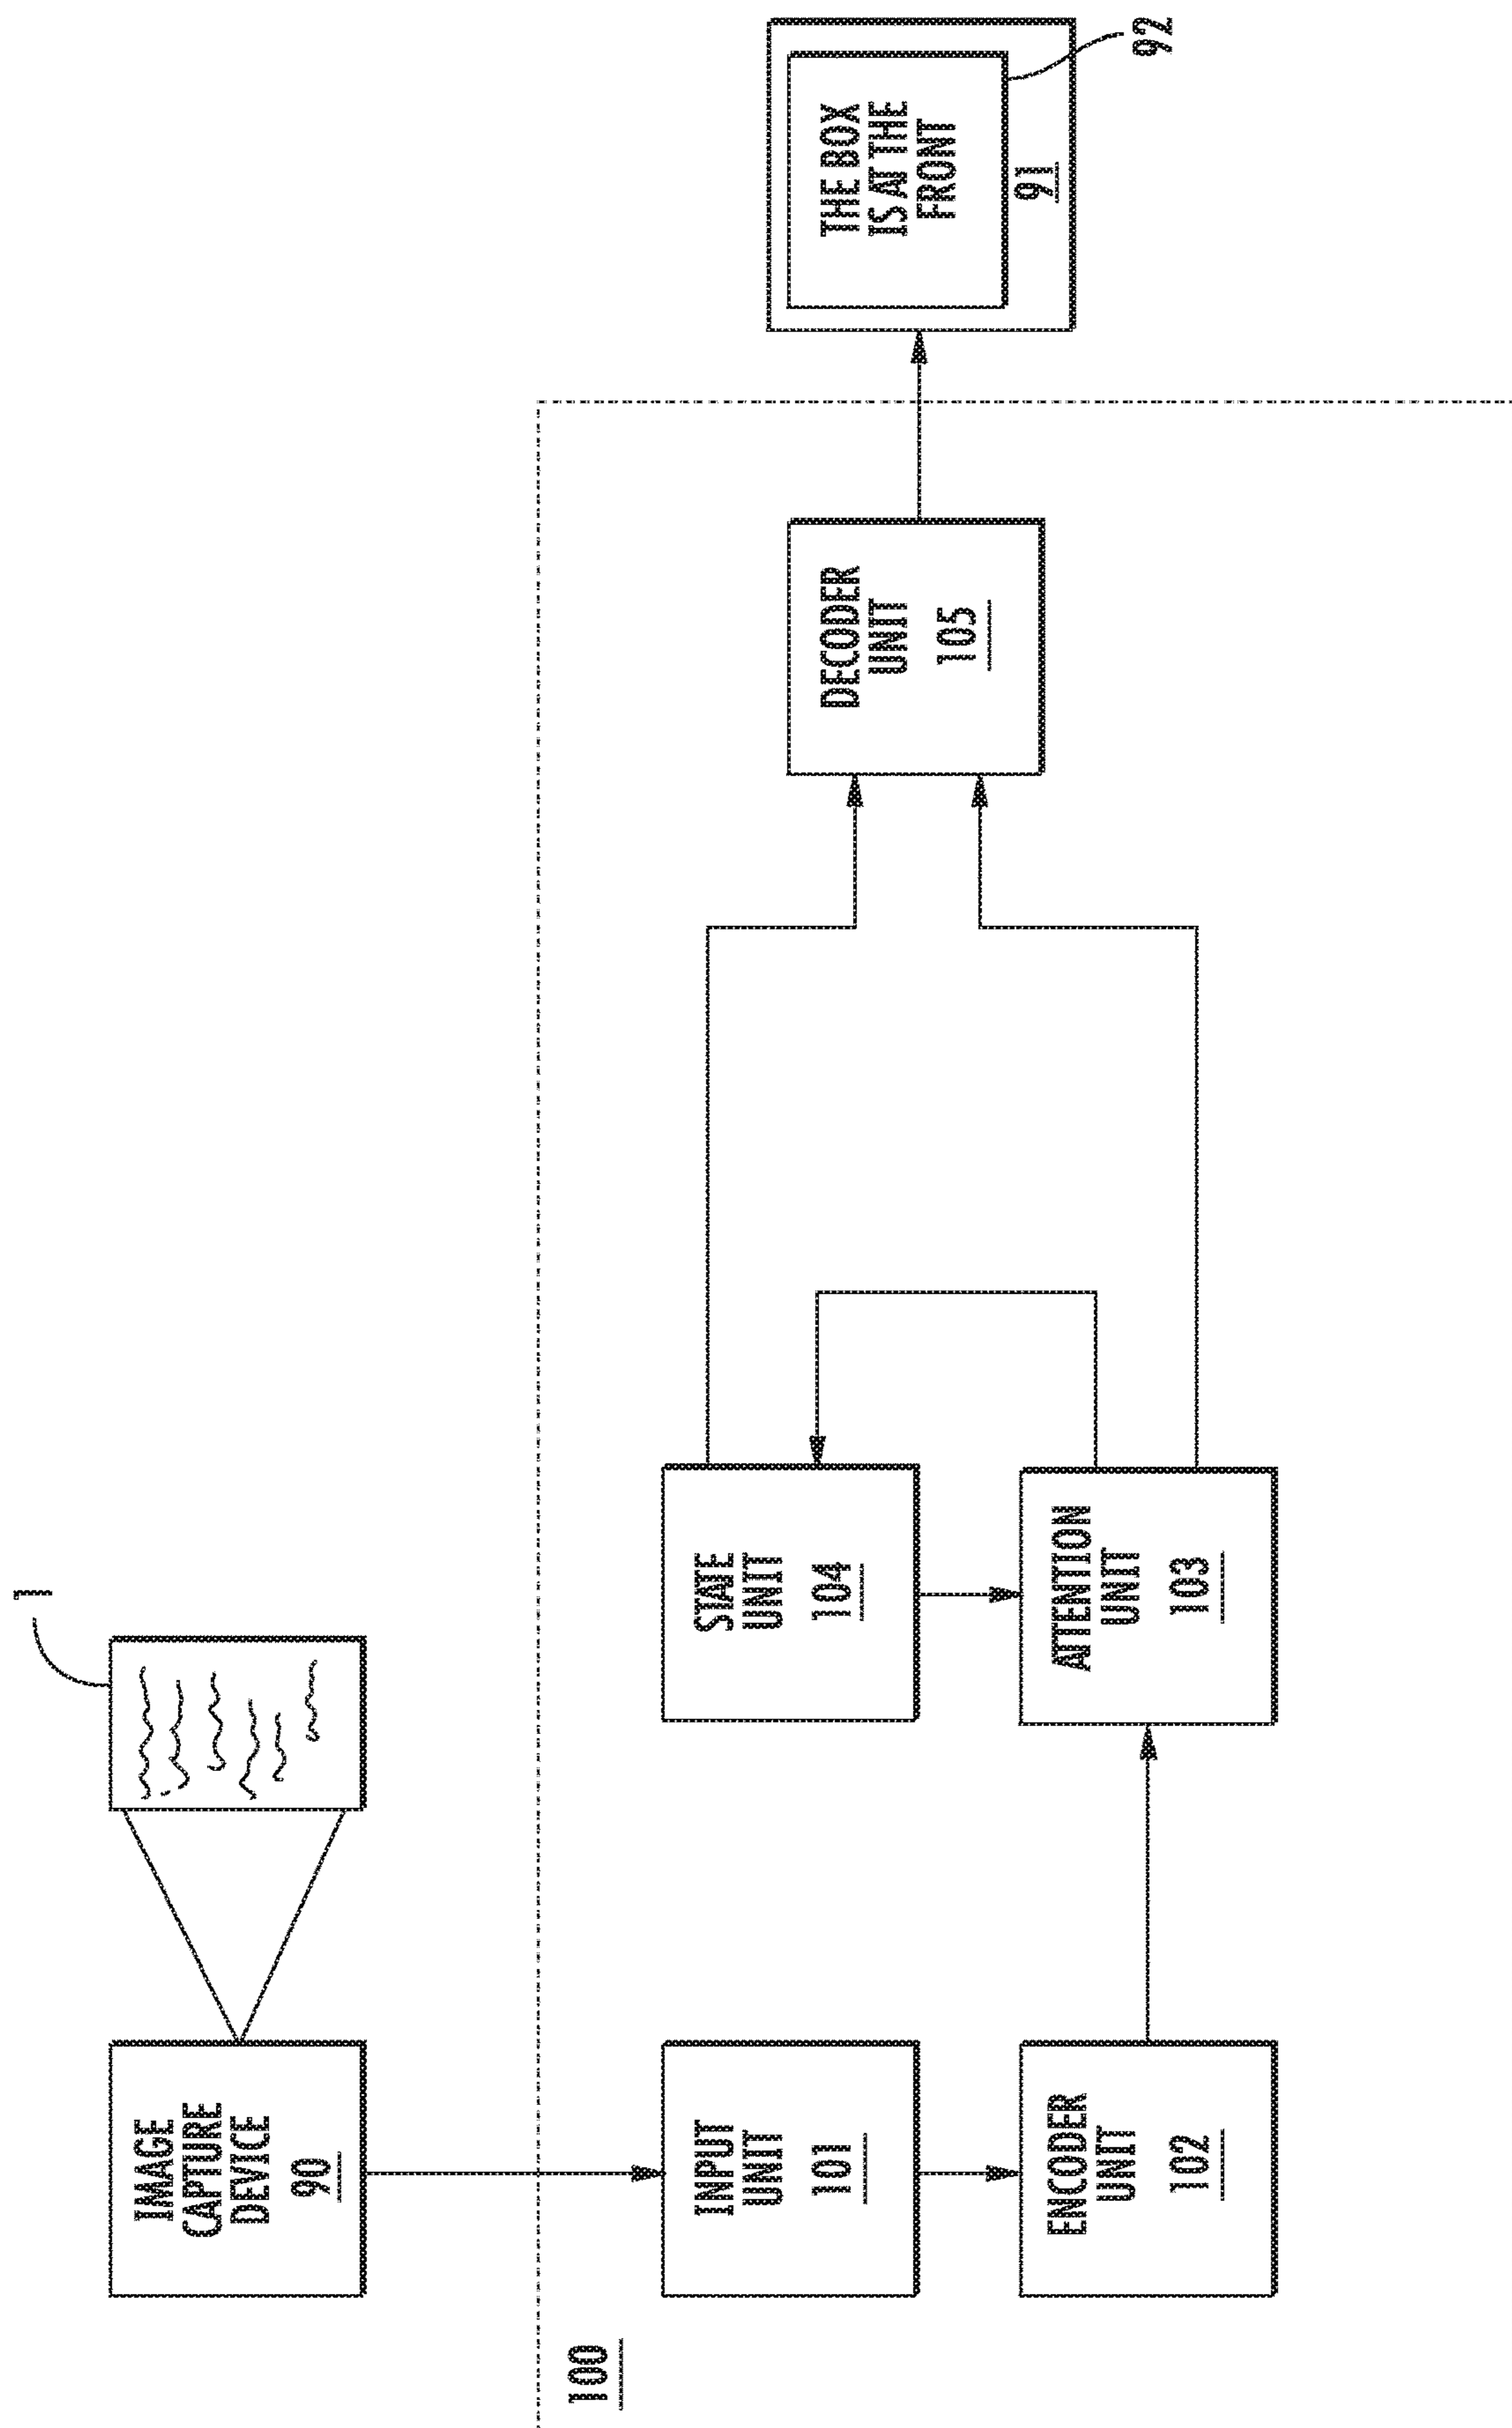 1
IMAGE
CAPTURE
DEVICE
90
100
INPUT
UNIT
101
STATE
UNIT
104
DECODER
UNIT
105
THE BOX
IS AT THE
FRONT
91
92
ENCODER
UNIT
102
ATTENTION
UNIT
103